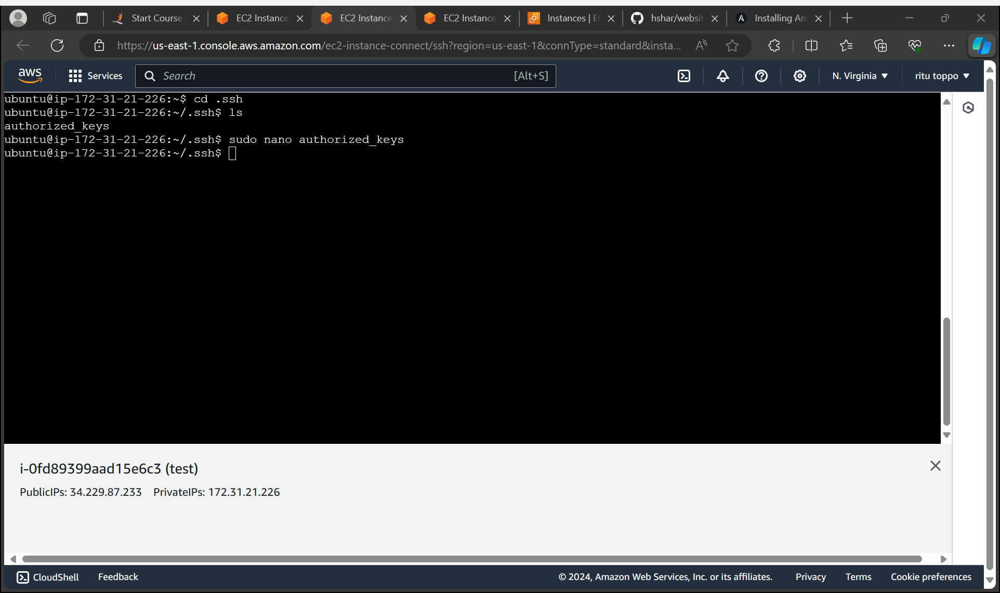 Start Course
EC2 Instance
EC2 Instance
EC2 Instance
Instances | EC
hshar/websit
Installing Ans
https://us-east-1.console.aws.amazon.com/ec2-instance-connect/ssh?region=us-east-1&connType=standard&insta...
aws
Services
Search
[Alt+S]
N. Virginia
ritu toppo
ubuntu@ip-172-31-21-226:~$ cd .ssh
ubuntu@ip-172-31-21-226:~/.ssh$ ls
authorized_keys
ubuntu@ip-172-31-21-226:~/.ssh$ sudo nano authorized_keys
ubuntu@ip-172-31-21-226:~/.ssh$
i-0fd89399aad15e6c3 (test)
PublicIPs: 34.229.87.233 PrivateIPs: 172.31.21.226
CloudShell
Feedback
© 2024, Amazon Web Services, Inc. or its affiliates.
Privacy
Terms
Cookie preferences